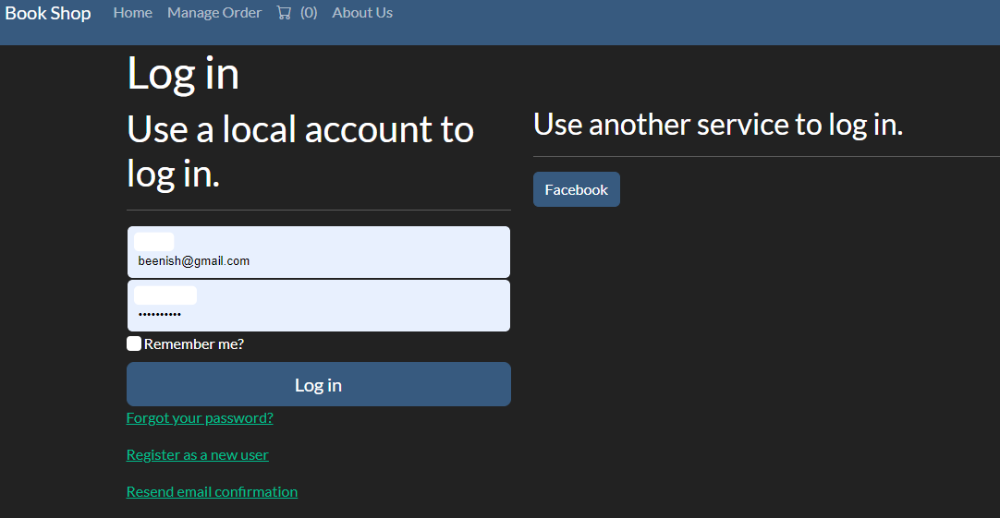 Book Shop Home Manage Order (0) About Us
Log in
Use a local account to
log in.
beenish@gmail.com
••••••••••
Remember me?
Log in
Forgot your password?
Register as a new user
Resend email confirmation
Use another service to log in.
Facebook